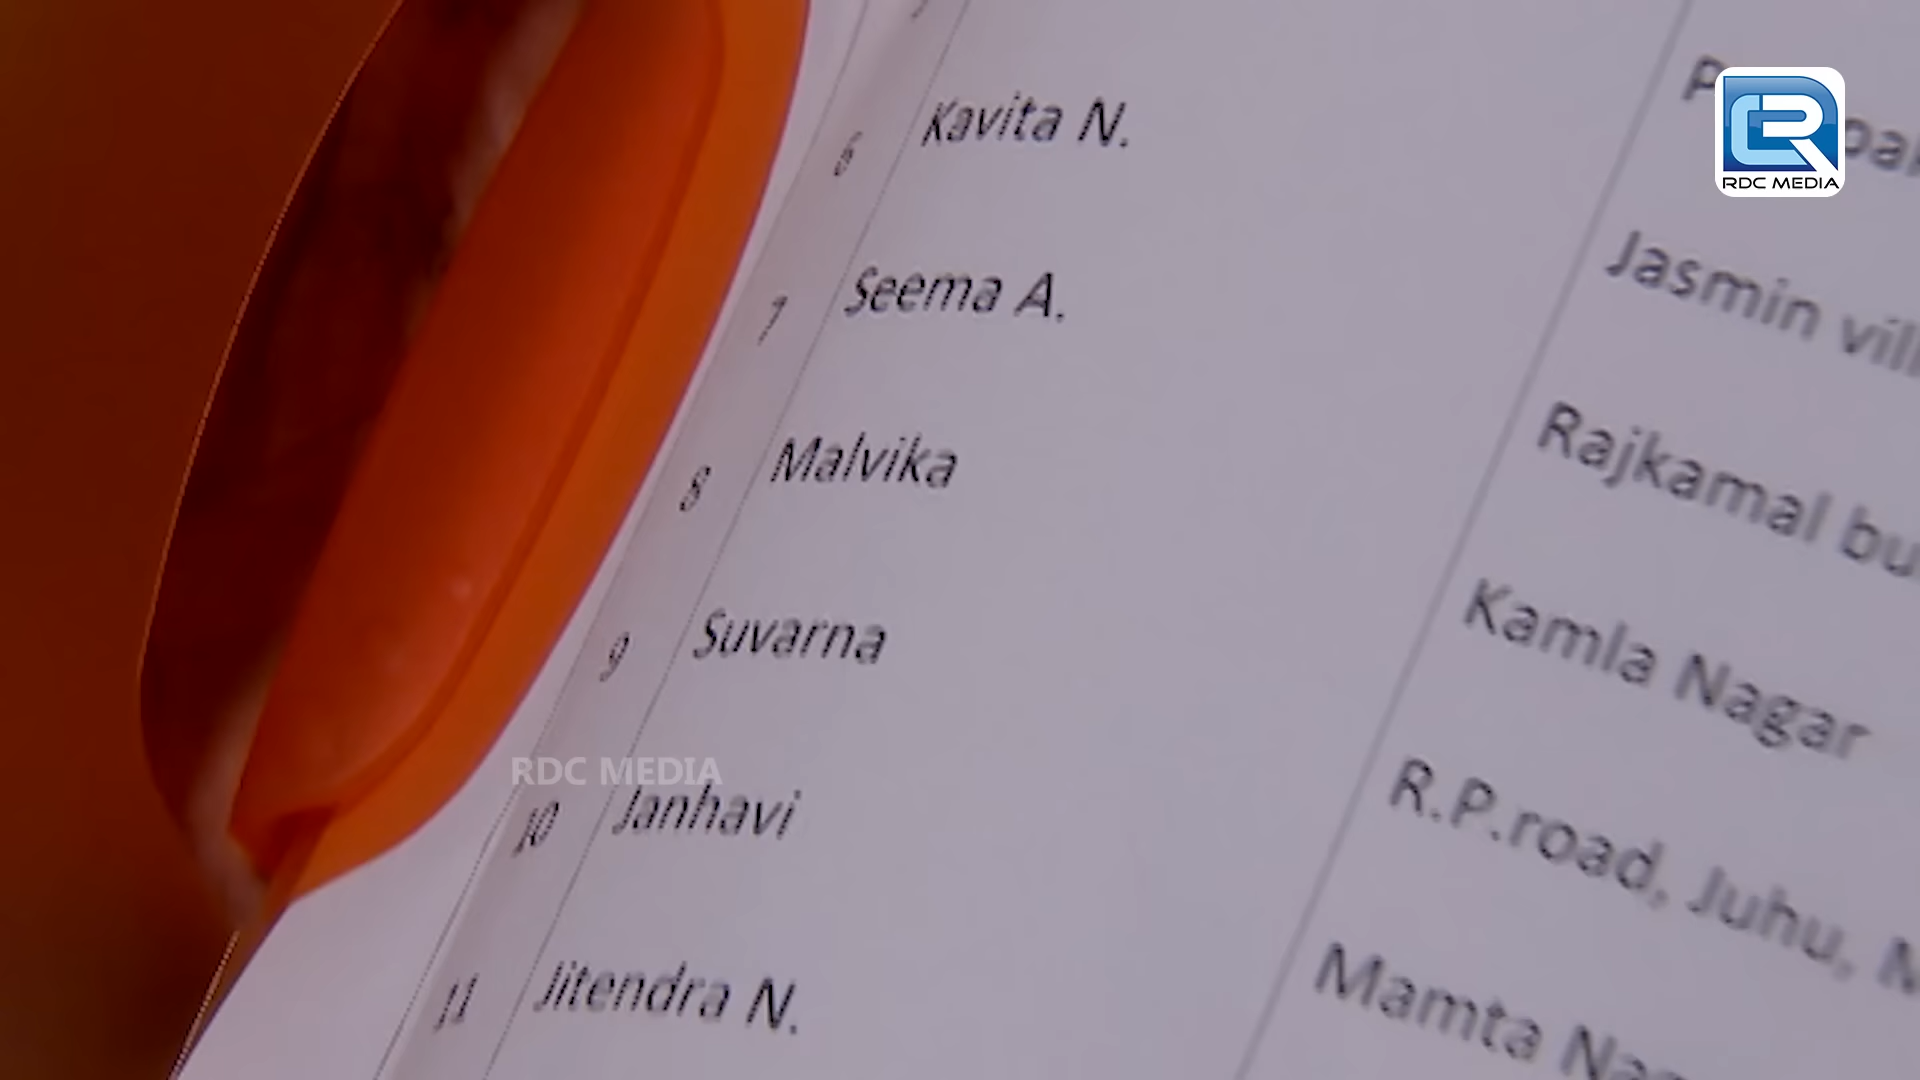 RDC MEDIA
6 Kavita N.
7 Seema A. Jasmin
8 Malvika Rajkamal
9 Suvarna Kamla Nagar
RDC MEDIA
10 Janhavi R.P.road, Juhu,
11 Jitendra N. Mamta